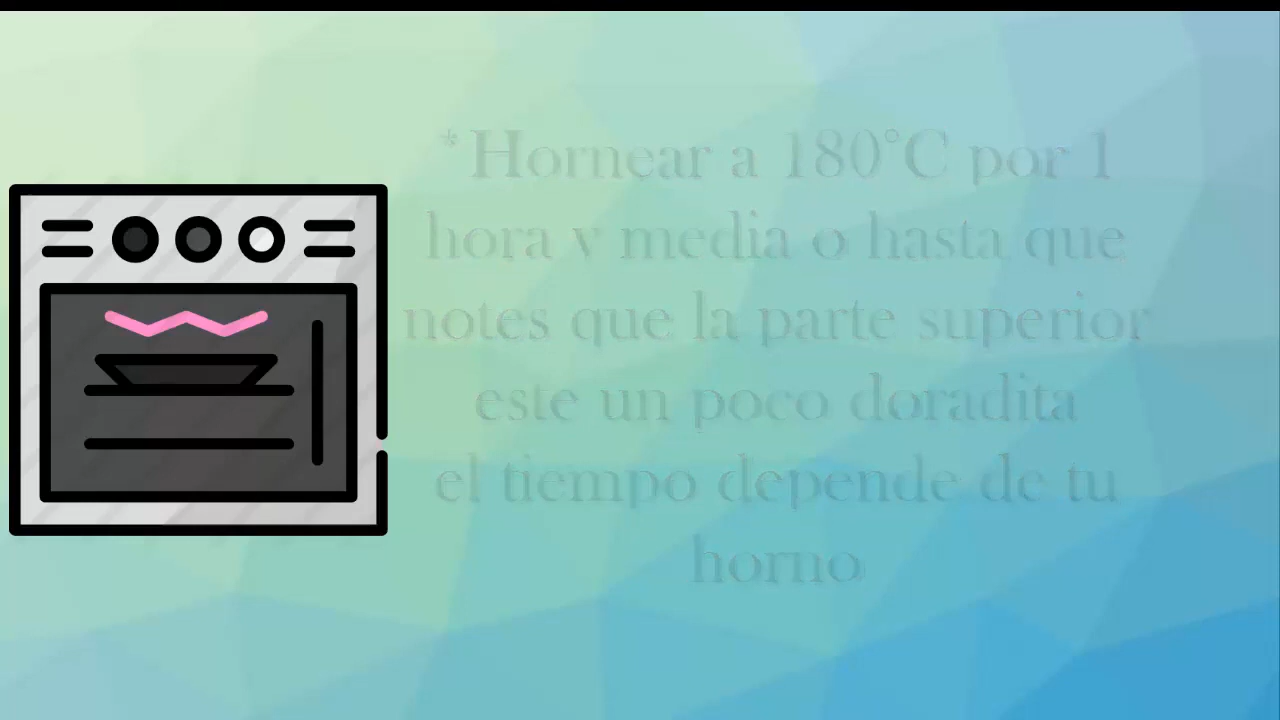 *Hornear a 180°C por 1
hora y media o hasta que
notes que la parte superior
este un poco doradita
el tiempo depende de tu
horno